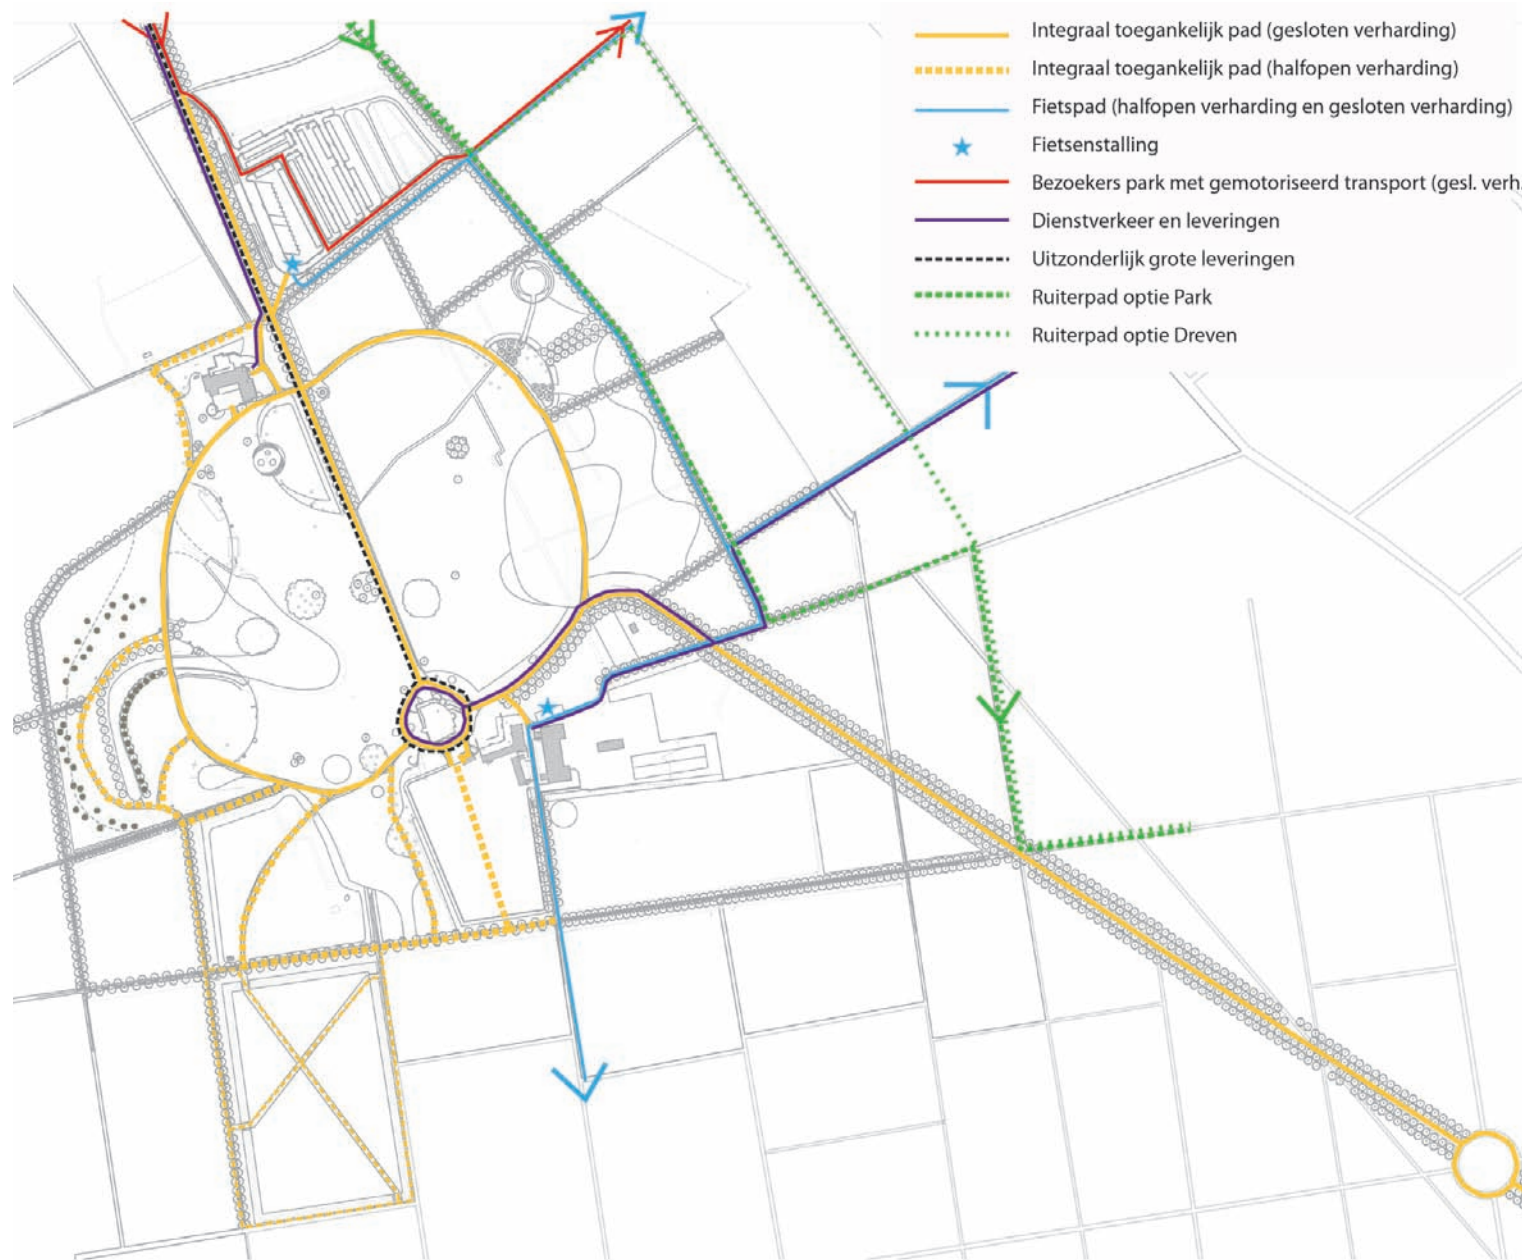 Integraal toegankelijk pad (gesloten verharding)
Integraal toegankelijk pad (halfopen verharding)
Fietspad (halfopen verharding en gesloten verharding)
Fietsenstalling
Bezoekers park met gemotoriseerd transport (gesl. verh.
Dienstverkeer en leveringen
Uitzonderlijk grote leveringen
Ruiterpad optie Park
Ruiterpad optie Dreven